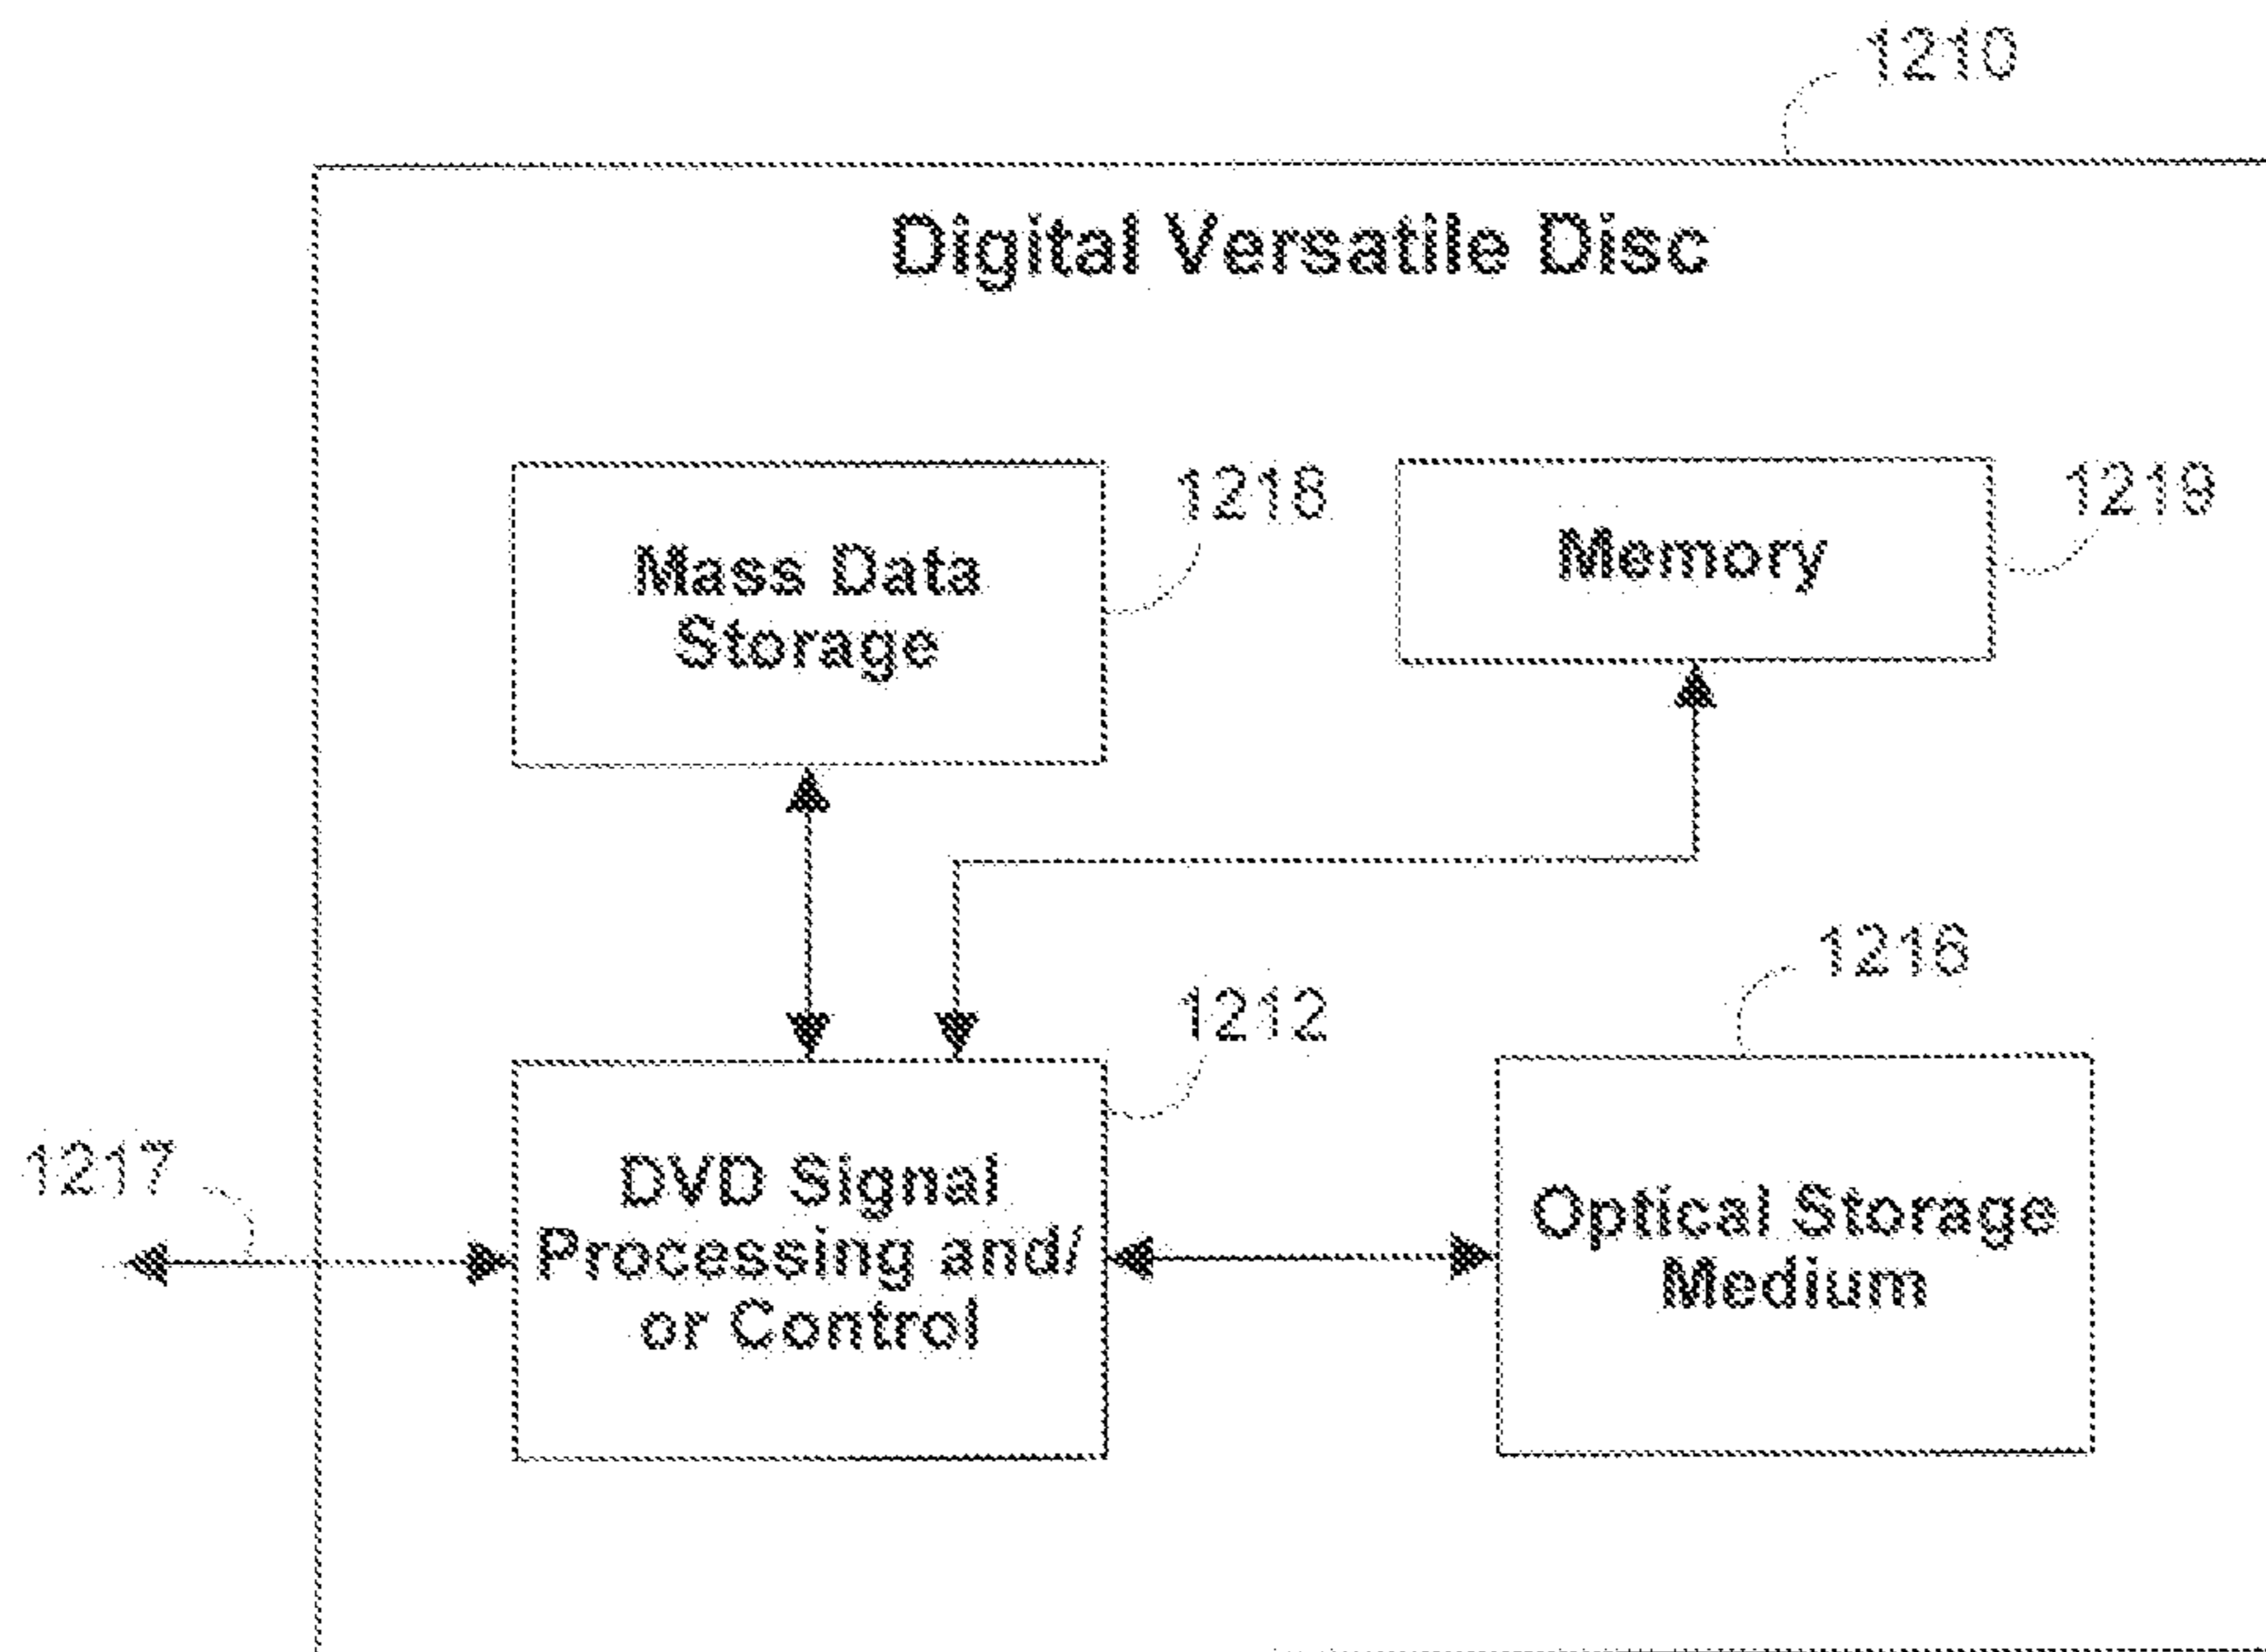 1210
Digital Versatile Disc
Mass Data
Storage
1218
Memory
1219
1216
1212
1217
DVD Signal
Processing and/
or Control
Optical Storage
Medium